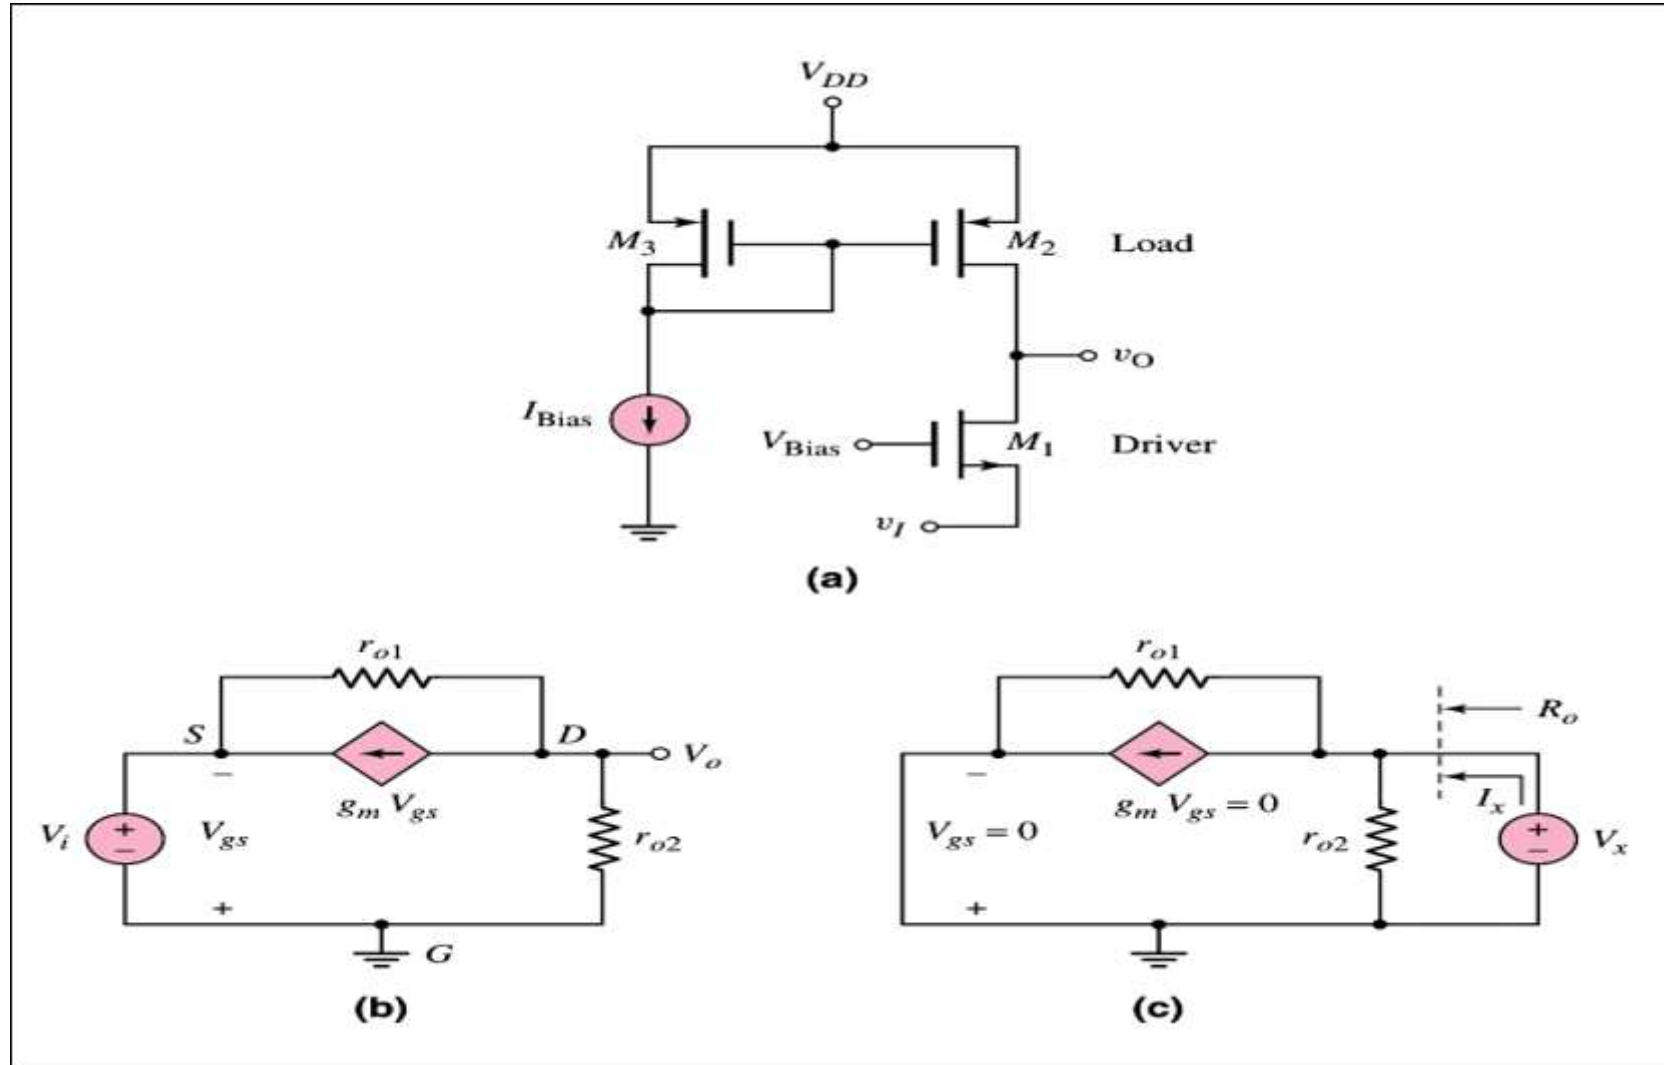 V_DD
M_3
M_2 Load
v_O
I_Bias
V_Bias M_1 Driver
v_I
(a)
r_o1 r_o1
R_o
S D V_o
− −
g_m V_gs g_m V_gs = 0 I_x
V_i + − V_gs r_o2 V_gs = 0 r_o2 + − V_x
+ +
G
(b) (c)